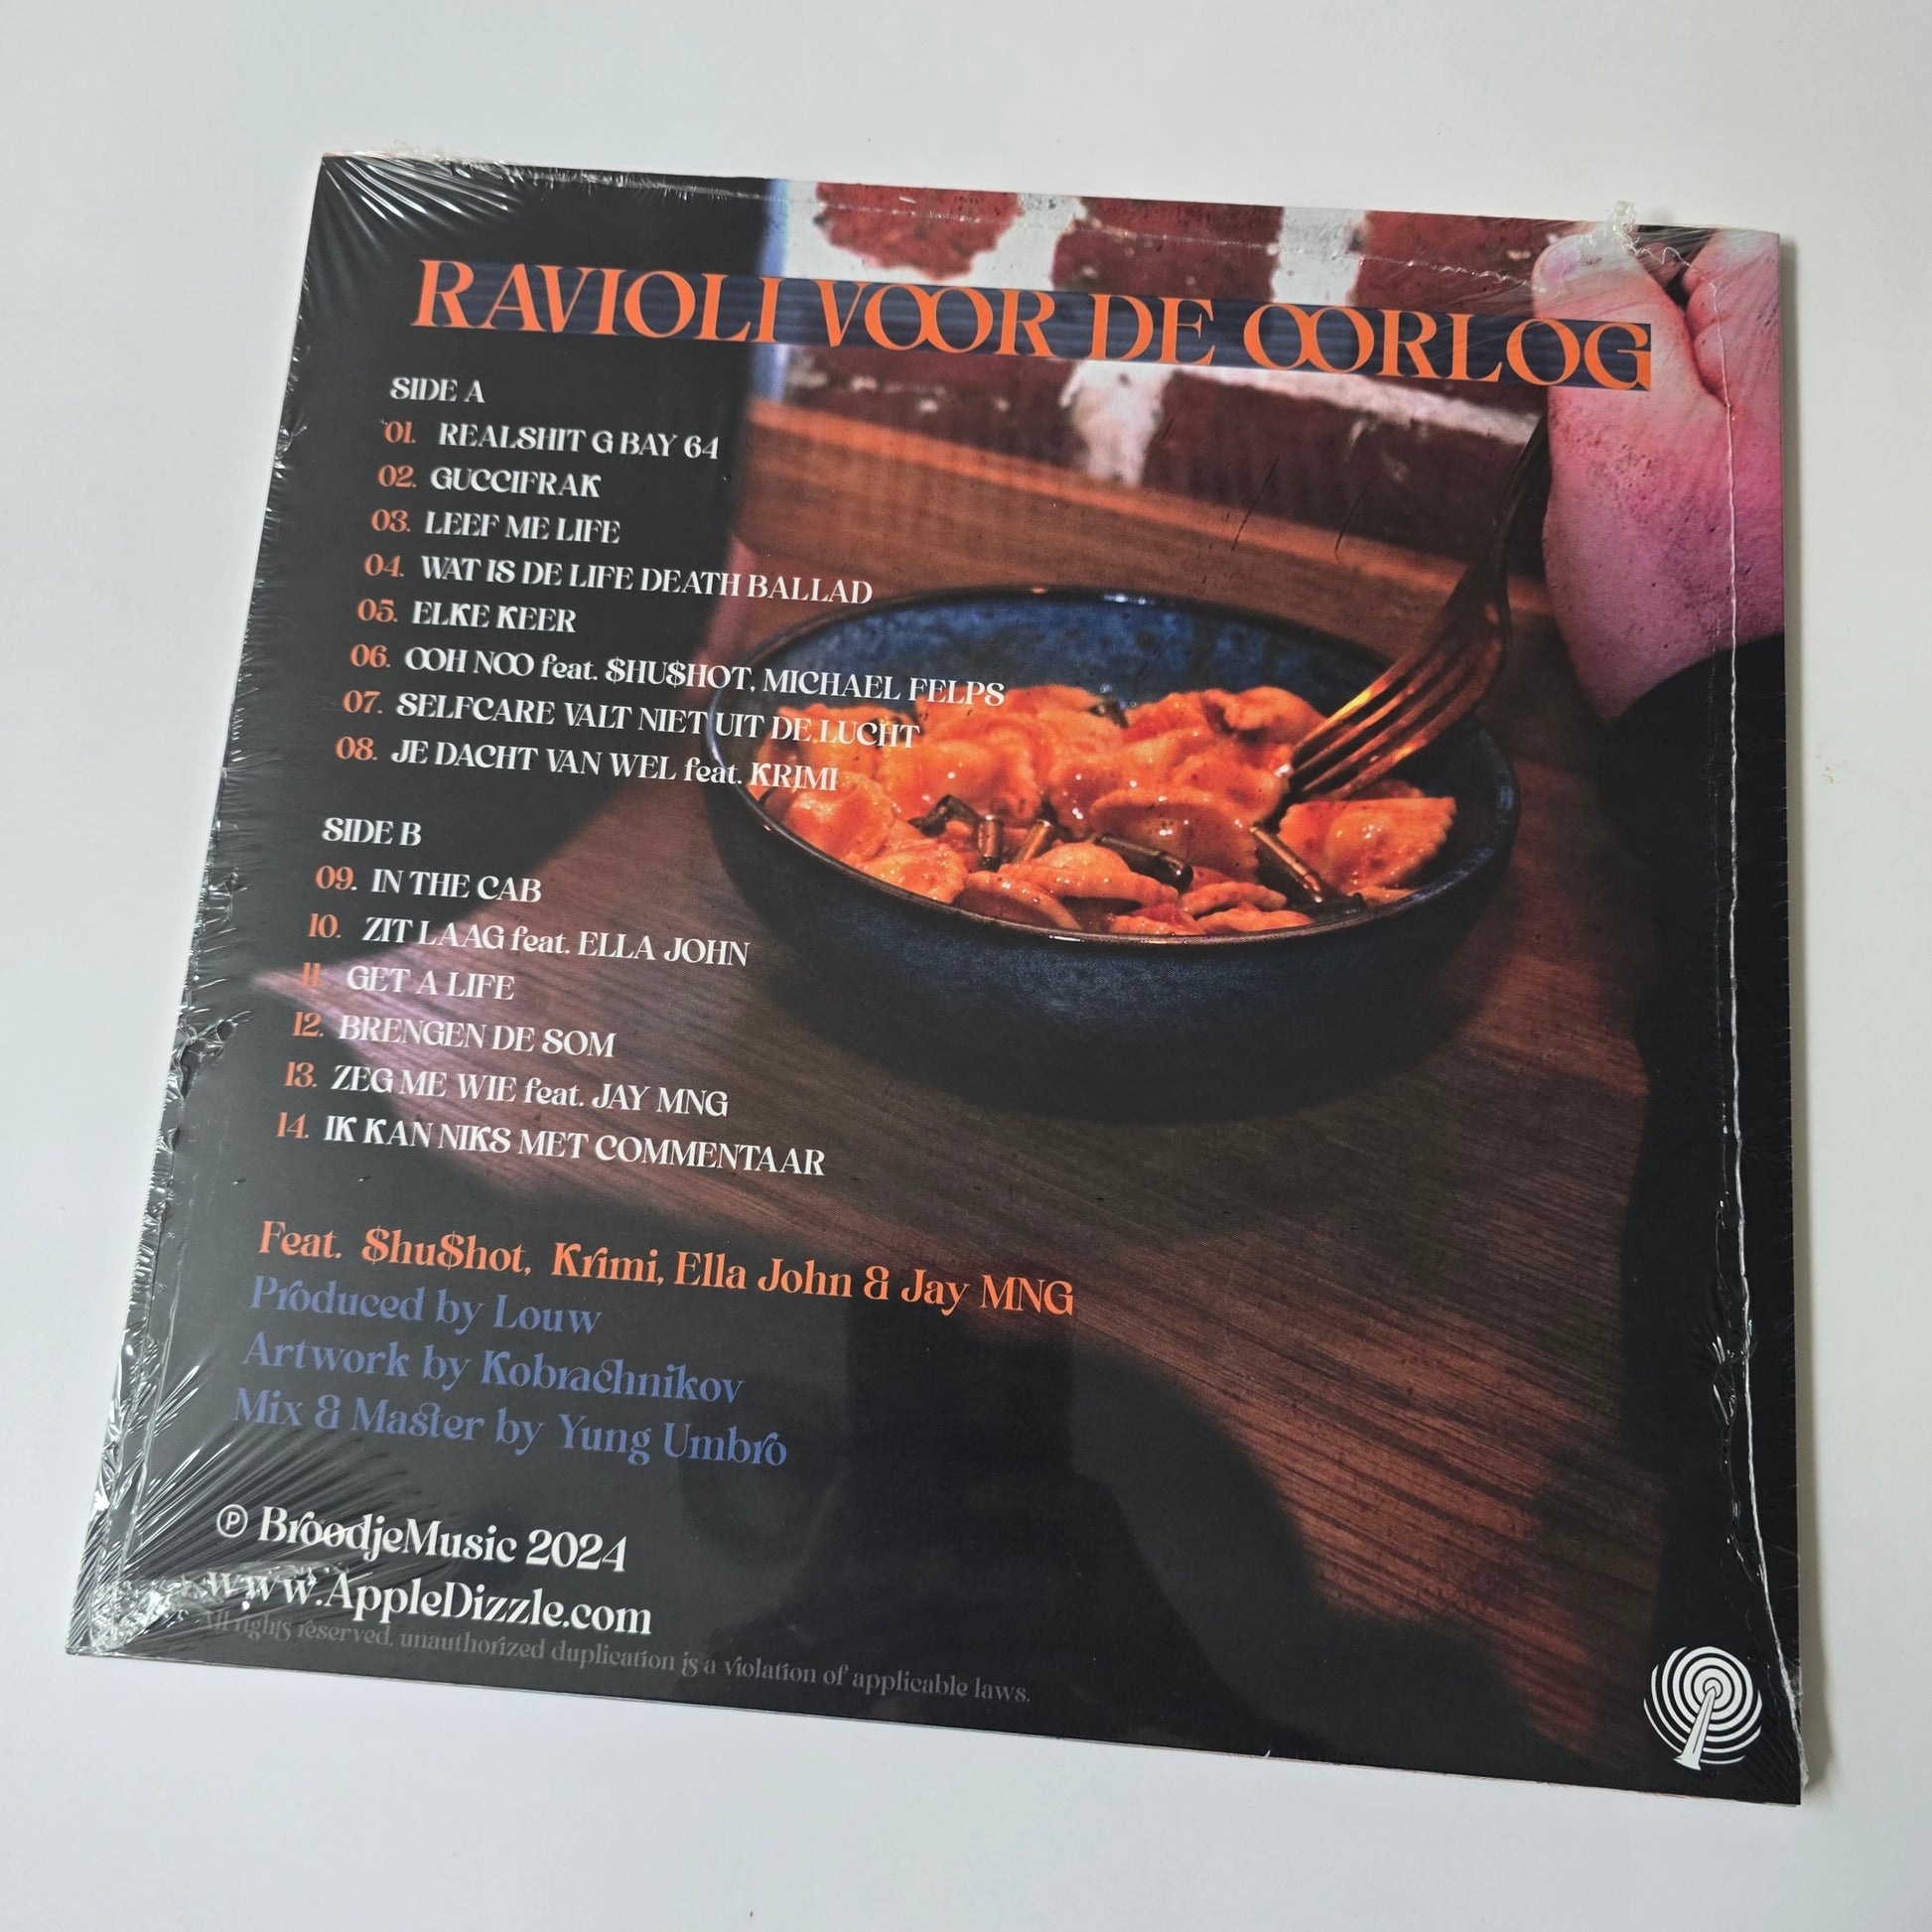 RAVIOLI VOOR DE OORLOG
SIDE A
01. REALSHIT G BAY 64
02. GUCCIFRAK
03. LEEF ME LIFE
04. WAT IS DE LIFE DEATH BALLAD
05. ELKE KEER
06. OOH NOO feat. $HU$HOT, MICHAEL FELPS
07. SELFCARE VALT NIET UIT DE LUCHT
08. JE DACHT VAN WEL feat. KRIMI
SIDE B
09. IN THE CAB
10. ZIT LAAG feat. ELLA JOHN
11 GET A LIFE
12. BRENGEN DE SOM
13. ZEG ME WIE feat. JAY MNG
14. IK KAN NIKS MET COMMENTAAR
Feat. $hu$hot, Krimi, Ella John & Jay MNG
Produced by Louw
Artwork by Kobrachnikov
Mix & Master by Yung Umbro
℗ BroodjeMusic 2024
www.AppleDizzle.com
All rights reserved, unauthorized duplication is a violation of applicable laws.